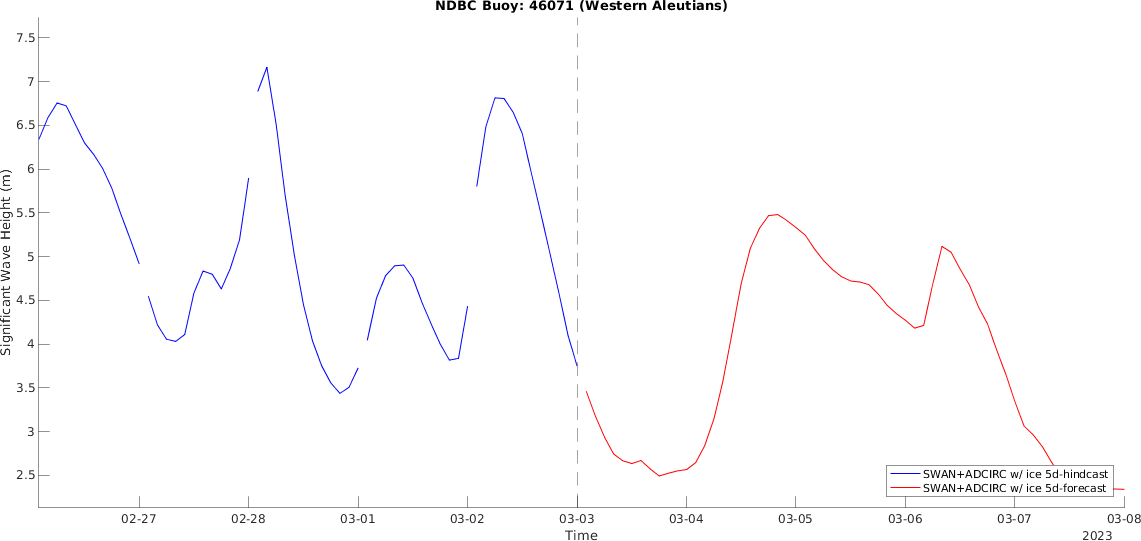 NDBC Buoy: 46071 (Western Aleutians)
7.5
7
6.5
6
5.5
5
4.5
4
3.5
3
2.5
Significant Wave Height (m)
SWAN+ADCIRC w/ ice 5d-hindcast
SWAN+ADCIRC w/ ice 5d-forecast
02-27 02-28 03-01 03-02 03-03 03-04 03-05 03-06 03-07 03-08
Time
2023